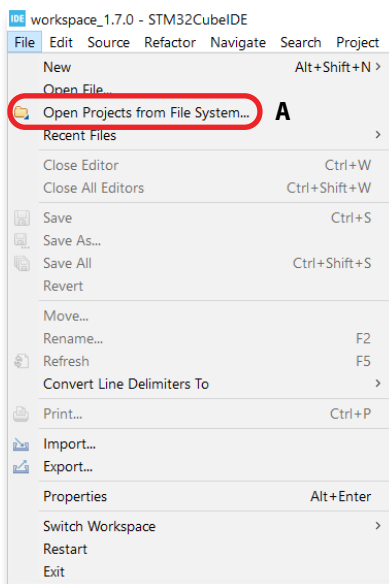 IDE workspace_1.7.0 - STM32CubeIDE
File Edit Source Refactor Navigate Search Project
New Alt+Shift+N >
Open File...
Open Projects from File System... A
Recent Files >
Close Editor Ctrl+W
Close All Editors Ctrl+Shift+W
Save Ctrl+S
Save As...
Save All Ctrl+Shift+S
Revert
Move...
Rename... F2
Refresh F5
Convert Line Delimiters To >
Print... Ctrl+P
Import...
Export...
Properties Alt+Enter
Switch Workspace >
Restart
Exit